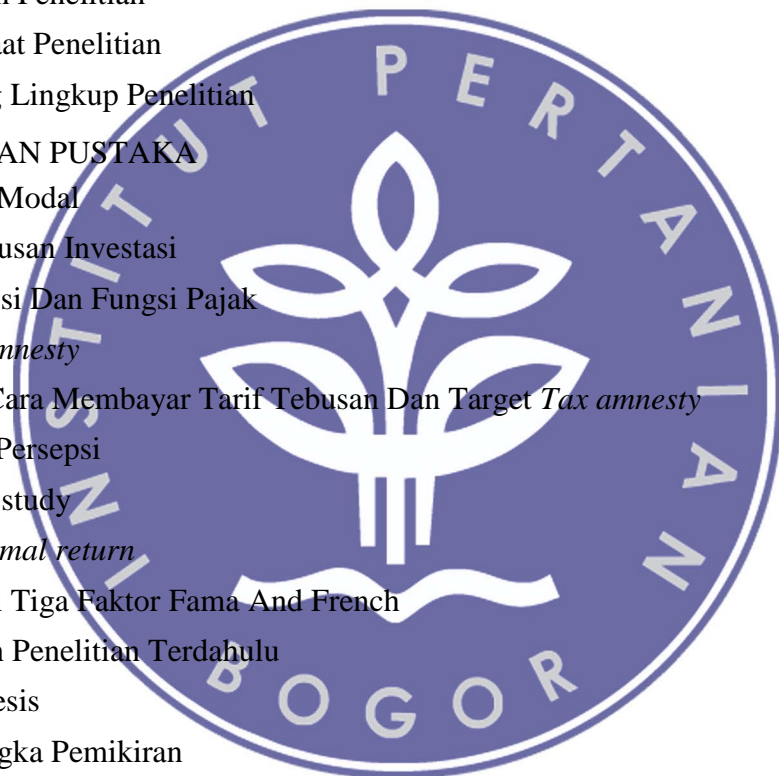 n Penelitian
at Penelitian
g Lingkup Penelitian
AN PUSTAKA
Modal
usan Investasi
si Dan Fungsi Pajak
mnesty
Cara Membayar Tarif Tebusan Dan Target Tax amnesty
Persepsi
study
mal return
Tiga Faktor Fama And French
n Penelitian Terdahulu
esis
gka Pemikiran
INSTITUT PERTANIAN
BOGOR